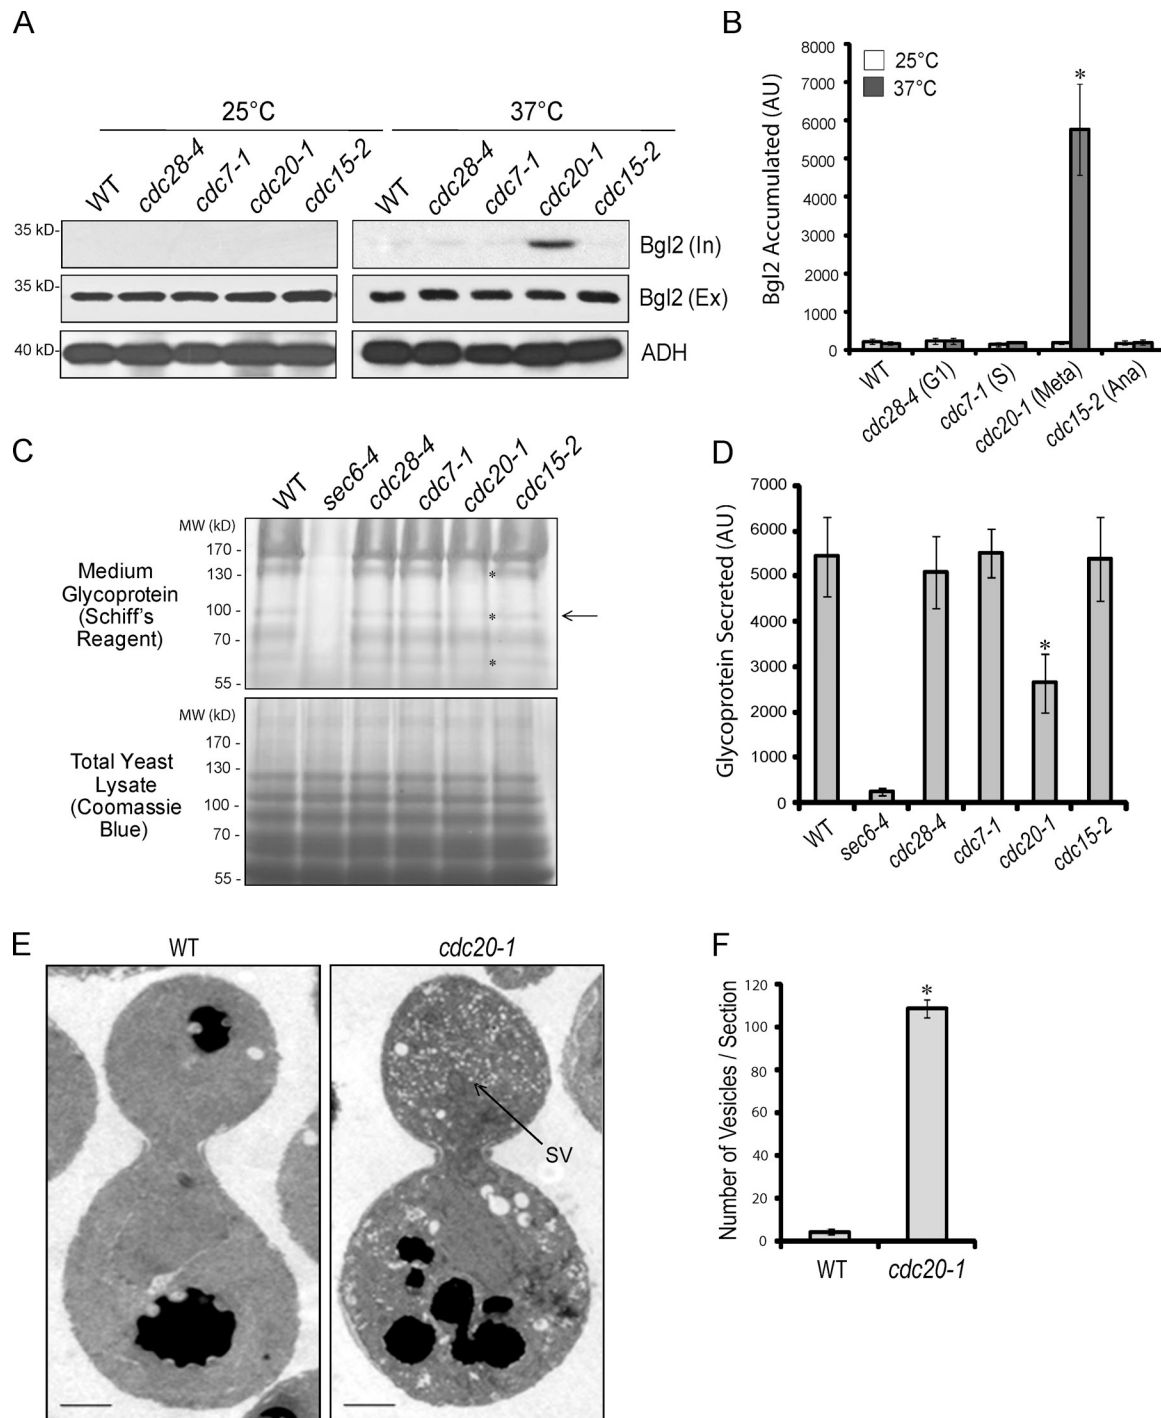 A
25°C
37°C
WT
cdc28-4
cdc7-1
cdc20-1
cdc15-2
WT
cdc28-4
cdc7-1
cdc20-1
cdc15-2
35 kD-
Bgl2 (In)
35 kD-
Bgl2 (Ex)
40 kD-
ADH
B
Bgl2 Accumulated (AU)
8000
7000
6000
5000
4000
3000
2000
1000
0
25°C
37°C
*
WT
cdc28-4 (G1)
cdc7-1 (S)
cdc20-1 (Meta)
cdc15-2 (Ana)
C
WT
sec6-4
cdc28-4
cdc7-1
cdc20-1
cdc15-2
MW (kD)
170 -
130 -
100 -
70 -
55 -
Medium
Glycoprotein
(Schiff's
Reagent)
*
*
*
MW (kD)
170 -
130 -
100 -
70 -
55 -
Total Yeast
Lysate
(Coomassie
Blue)
D
Glycoprotein Secreted (AU)
7000
6000
5000
4000
3000
2000
1000
0
*
WT
sec6-4
cdc28-4
cdc7-1
cdc20-1
cdc15-2
E
WT
cdc20-1
SV
F
Number of Vesicles / Section
120
100
80
60
40
20
0
*
WT
cdc20-1